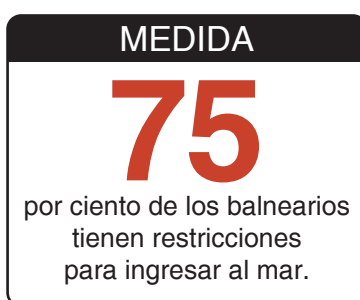 MEDIDA
75
por ciento de los balnearios
tienen restricciones
para ingresar al mar.